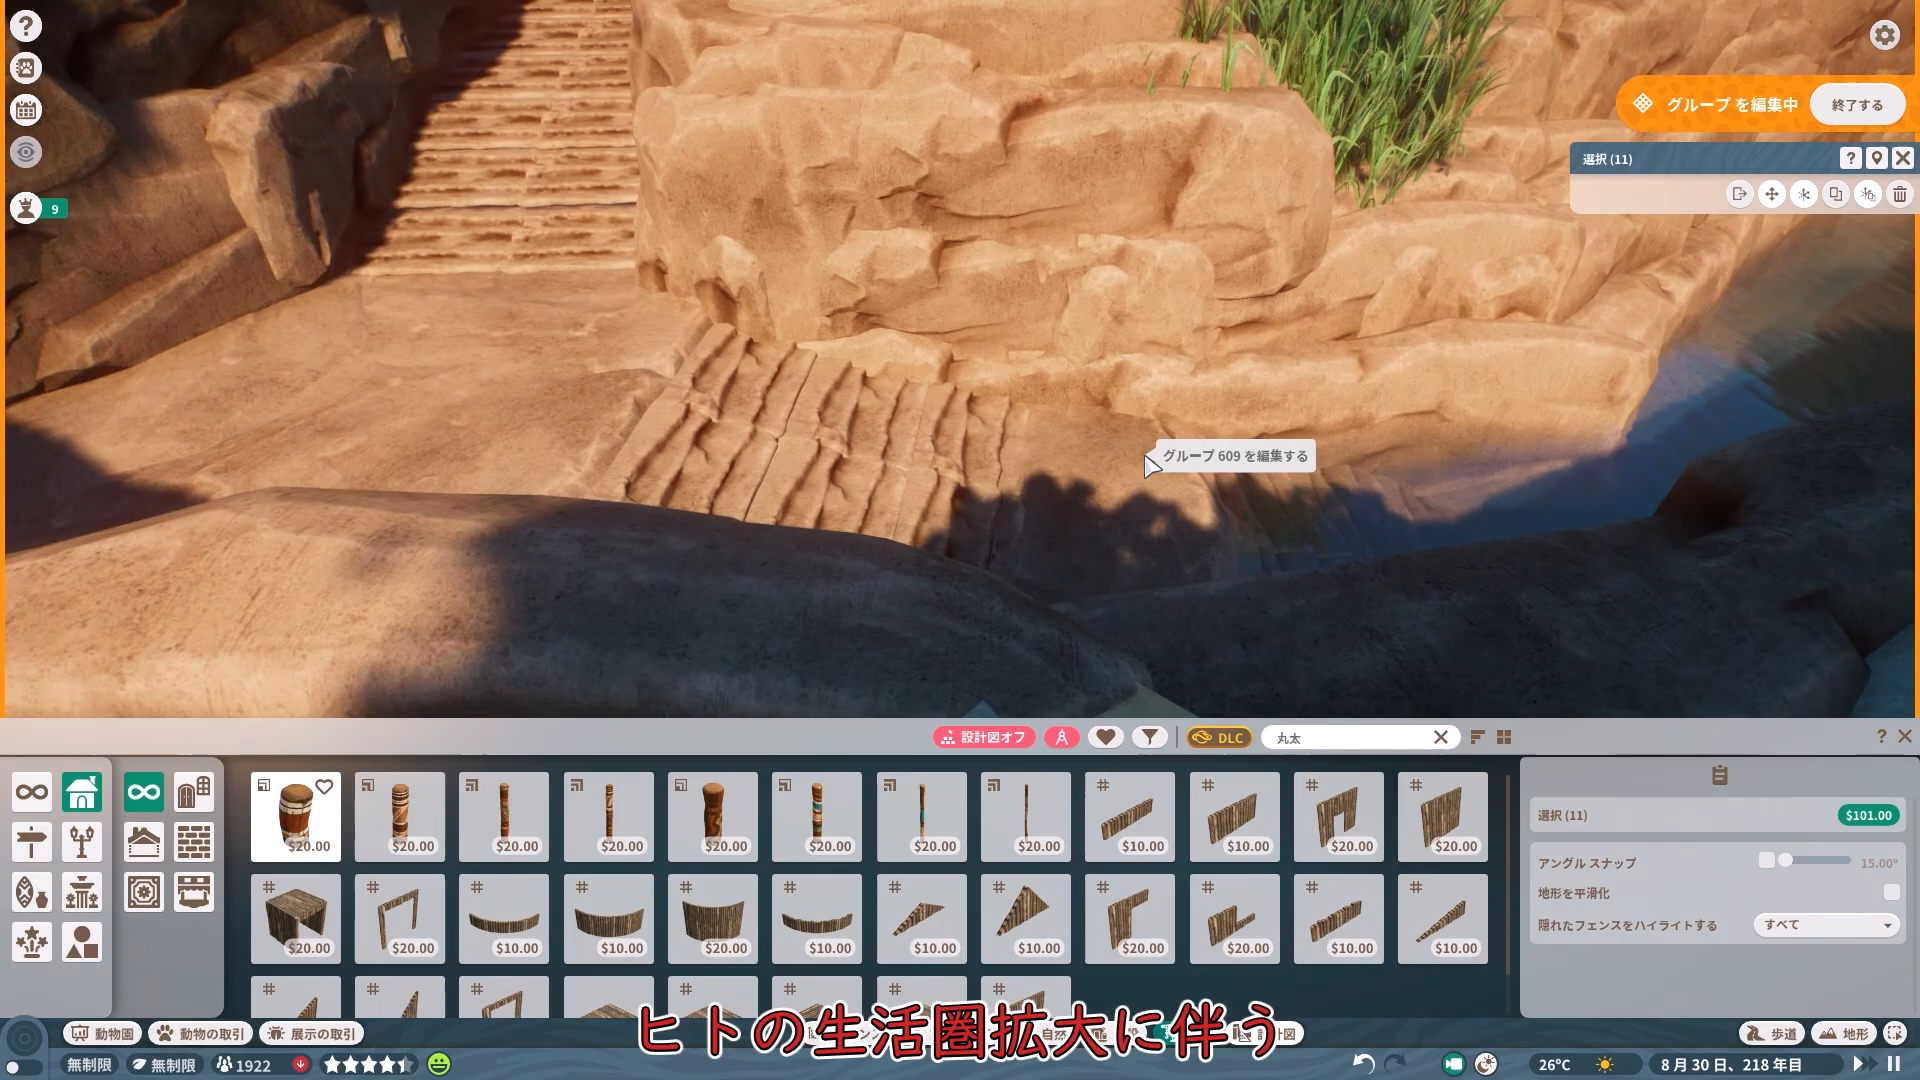 9
グループ を編集中
終了する
選択 (11)
グループ 609 を編集する
設計図オフ
DLC
丸太
$20.00 $20.00 $20.00 $20.00 $20.00 $20.00 $20.00 $20.00 $10.00 $10.00 $20.00 $20.00
$20.00 $20.00 $10.00 $10.00 $20.00 $10.00 $10.00 $10.00 $20.00 $20.00 $10.00 $10.00
選択 (11)
$101.00
アングル スナップ
15.00°
地形を平滑化
隠れたフェンスをハイライトする
すべて
ヒトの生活圏拡大に伴う
動物園
動物の取引
展示の取引
自然
計図
歩道
地形
無制限
無制限
1922
26°C
8 月 30 日、218 年目